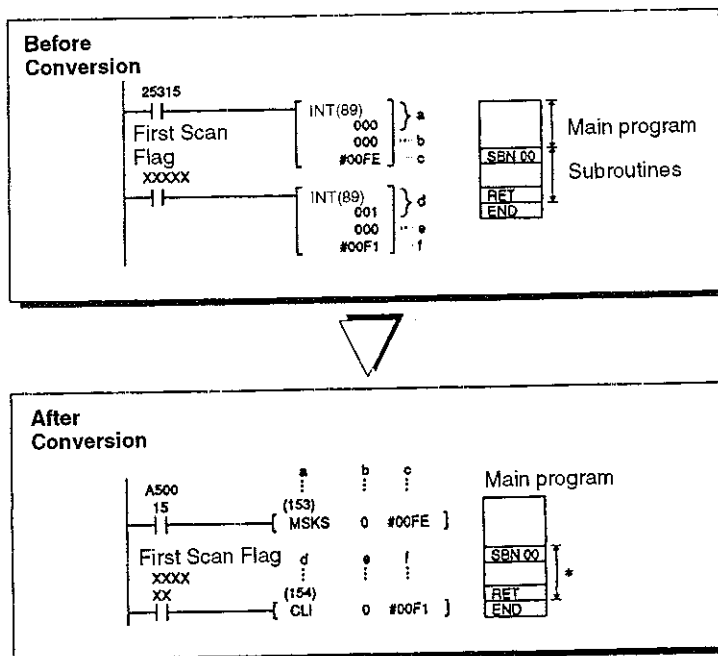 Before
Conversion
25315
First Scan
Flag
INT(89)
000
000
#00FE
a
b
c
XXXXX
INT(89)
001
000
#00F1
d
e
f
SBN 00
RET
END
Main program
Subroutines
After
Conversion
a b c
A500
15
(153)
MSKS 0 #00FE
First Scan Flag d e f
XXXX
XX
(154)
CLI 0 #00F1
Main program
SBN 00
RET
END
*